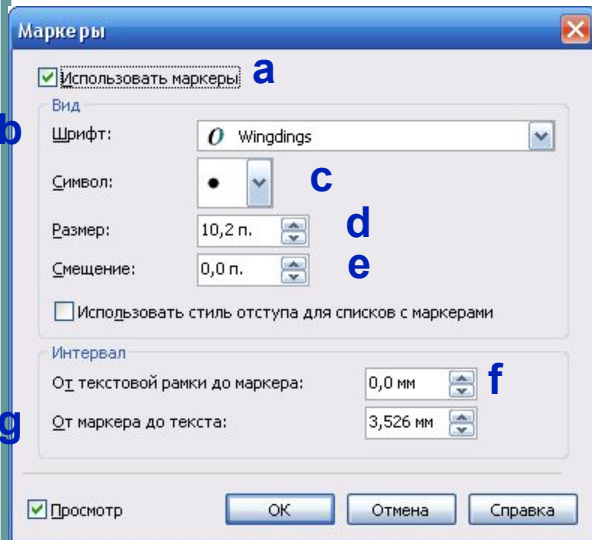 Маркеры
Использовать маркеры a
Вид
b Шрифт: O Wingdings
Символ: c
Размер: 10,2 п. d
Смещение: 0,0 п. e
Использовать стиль отступа для списков с маркерами
Интервал
От текстовой рамки до маркера: 0,0 мм f
g От маркера до текста: 3,526 мм
Просмотр ОК Отмена Справка